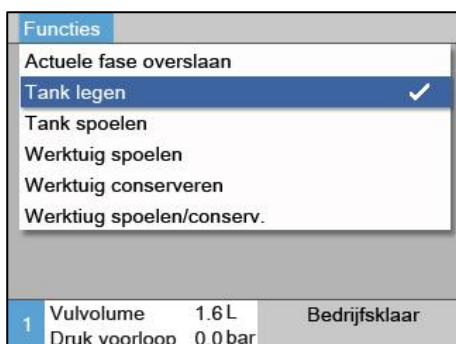 Functies
Actuele fase overslaan
Tank legen
Tank spoelen
Werktuig spoelen
Werktuig conserveren
Werktiug spoelen/conserv.
1 Vulvolume 1.6 L Bedrijfsklaar
Druk voorloop 0.0 bar